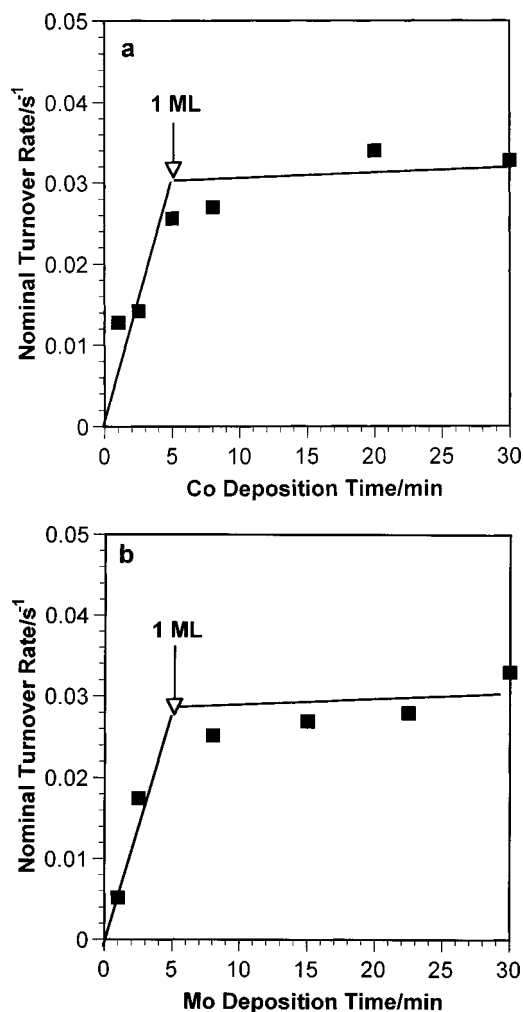 a
1 ML
0.05
0.04
0.03
0.02
0.01
0
Nominal Turnover Rate/s⁻¹
0 5 10 15 20 25 30
Co Deposition Time/min
b
1 ML
0.05
0.04
0.03
0.02
0.01
0
Nominal Turnover Rate/s⁻¹
0 5 10 15 20 25 30
Mo Deposition Time/min